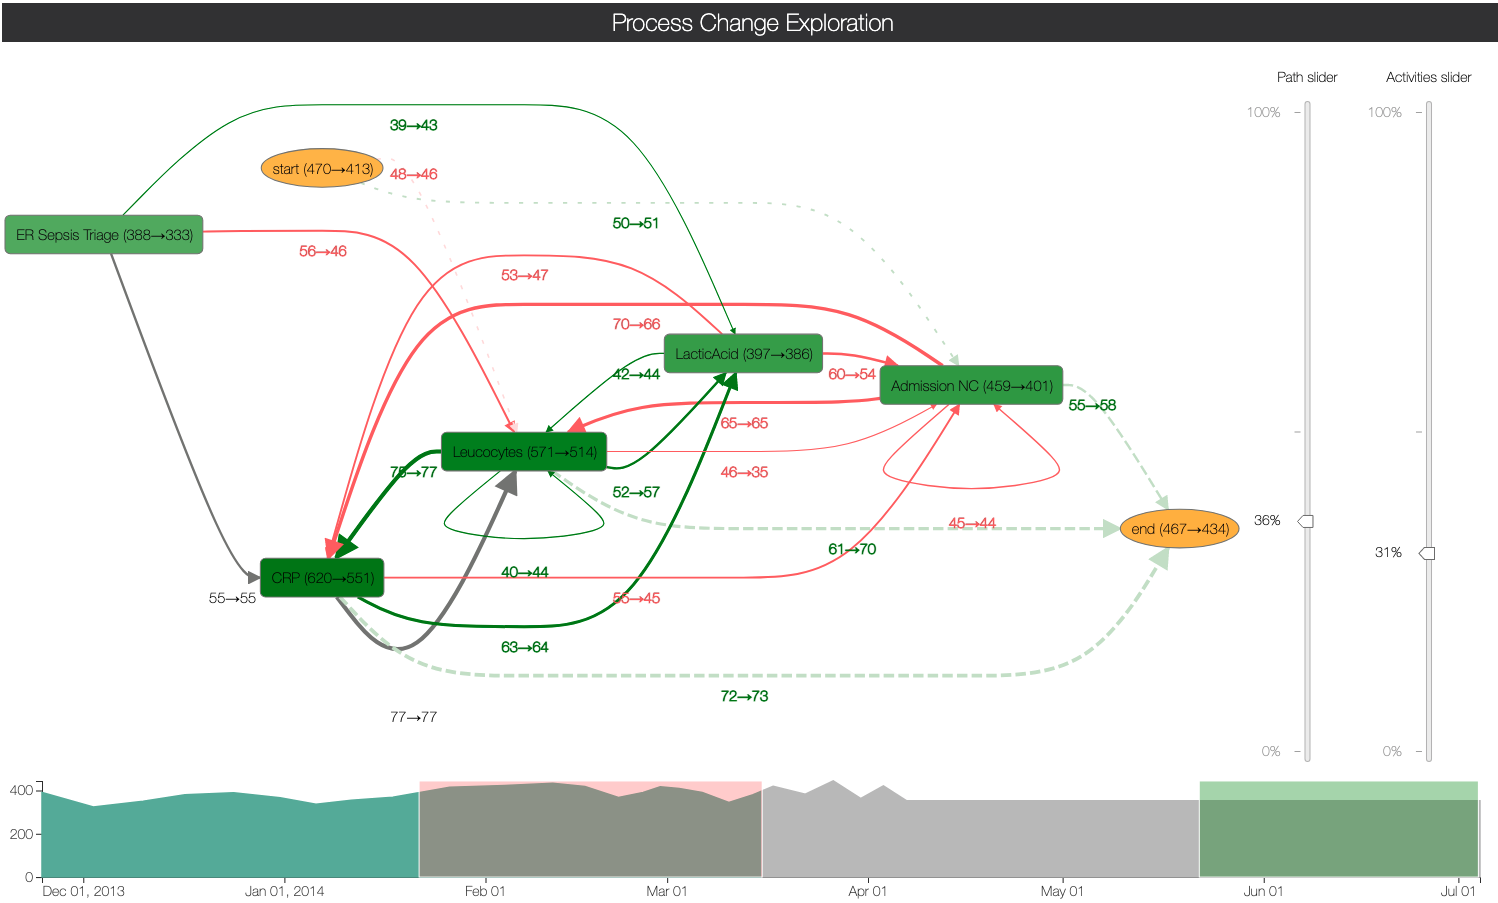 Process Change Exploration
Path slider
Activities slider
100%
100%
39→43
start (470→413)
48→46
50→51
ER Sepsis Triage (388→333)
56→46
53→47
70→66
LacticAcid (397→386)
42→44
60→54
Admission NC (459→401)
55→58
65→65
Leucocytes (571→514)
75→77
46→35
52→57
45→44
end (467→434)
36%
31%
61→70
CRP (620→551)
40→44
55→55
55→45
63→64
72→73
77→77
0%
0%
400
200
0
Dec 01, 2013
Jan 01, 2014
Feb 01
Mar 01
Apr 01
May 01
Jun 01
Jul 01